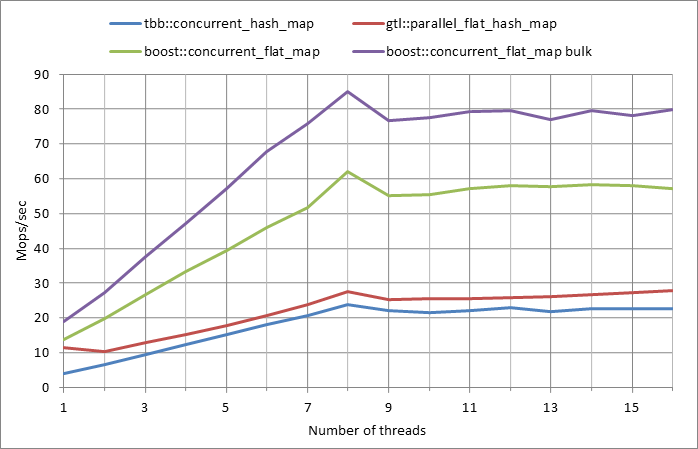 tbb::concurrent_hash_map gtl::parallel_flat_hash_map
boost::concurrent_flat_map boost::concurrent_flat_map bulk
90
80
70
60
50
40
30
20
10
0
Mops/sec
1 3 5 7 9 11 13 15
Number of threads